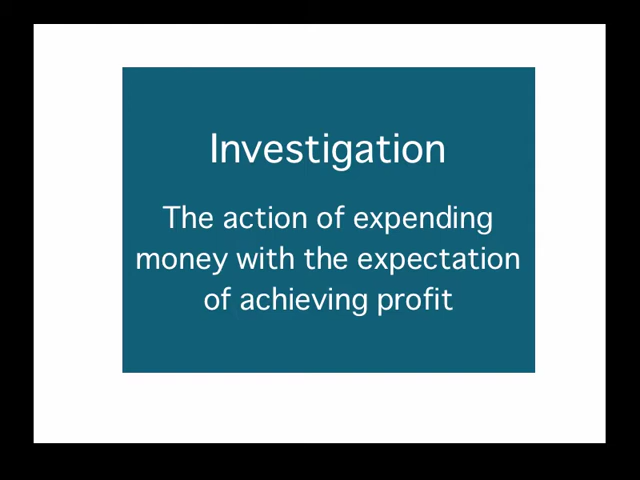 Investigation
The action of expending
money with the expectation
of achieving profit